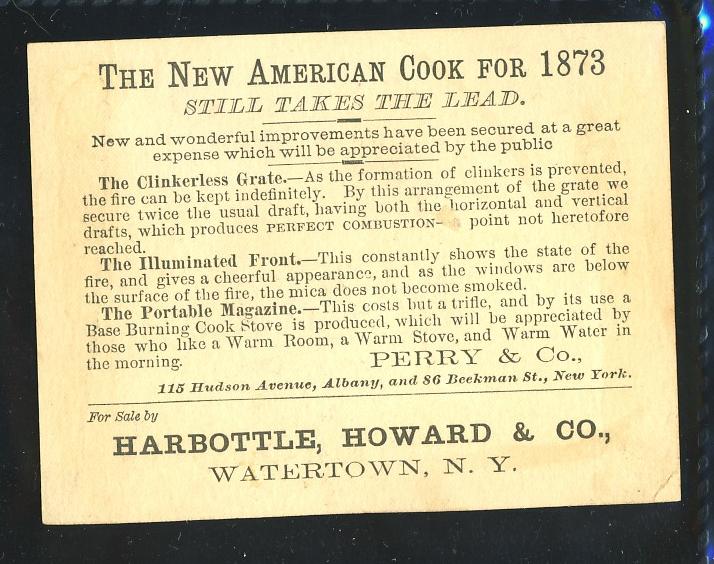 THE NEW AMERICAN COOK FOR 1873
STILL TAKES THE LEAD.
New and wonderful improvements have been secured at a great
expense which will be appreciated by the public
The Clinkerless Grate.—As the formation of clinkers is prevented,
the fire can be kept indefinitely. By this arrangement of the grate we
secure twice the usual draft, having both the horizontal and vertical
drafts, which produces PERFECT COMBUSTION— point not heretofore
reached.
The Illuminated Front.—This constantly shows the state of the
fire, and gives a cheerful appearance, and as the windows are below
the surface of the fire, the mica does not become smoked.
The Portable Magazine.—This costs but a trifle, and by its use a
Base Burning Cook Stove is produced, which will be appreciated by
those who like a Warm Room, a Warm Stove, and Warm Water in
the morning. PERRY & Co.,
115 Hudson Avenue, Albany, and 86 Beekman St., New York.
For Sale by
HARBOTTLE, HOWARD & CO.,
WATERTOWN, N. Y.